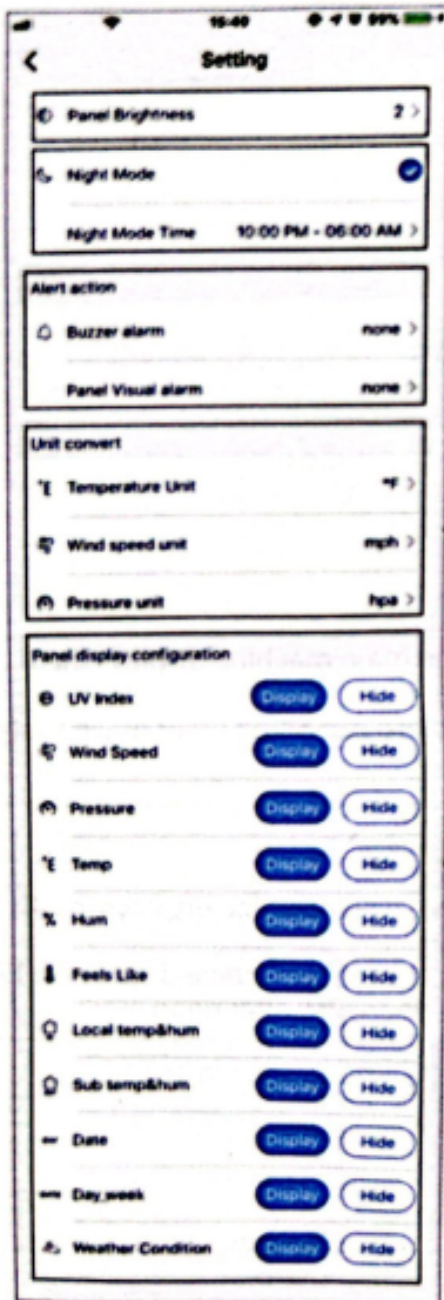 15:40 99%
Setting
Panel Brightness 2 >
Night Mode
Night Mode Time 10:00 PM - 06:00 AM >
Alert action
Buzzer alarm none >
Panel Visual alarm none >
Unit convert
Temperature Unit °F >
Wind speed unit mph >
Pressure unit hpa >
Panel display configuration
UV Index Display Hide
Wind Speed Display Hide
Pressure Display Hide
Temp Display Hide
% Hum Display Hide
Feels Like Display Hide
Local temp&hum Display Hide
Sub temp&hum Display Hide
Date Display Hide
Day_week Display Hide
Weather Condition Display Hide